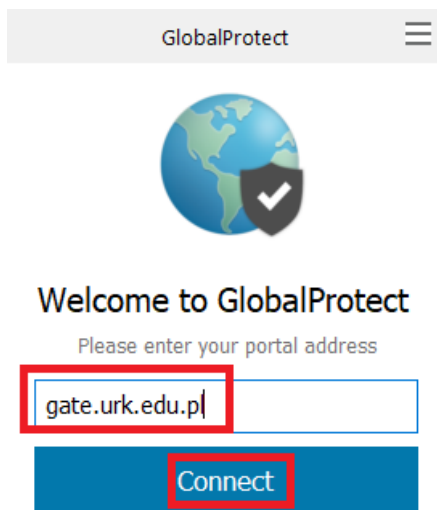 GlobalProtect
Welcome to GlobalProtect
Please enter your portal address
gate.urk.edu.pl
Connect